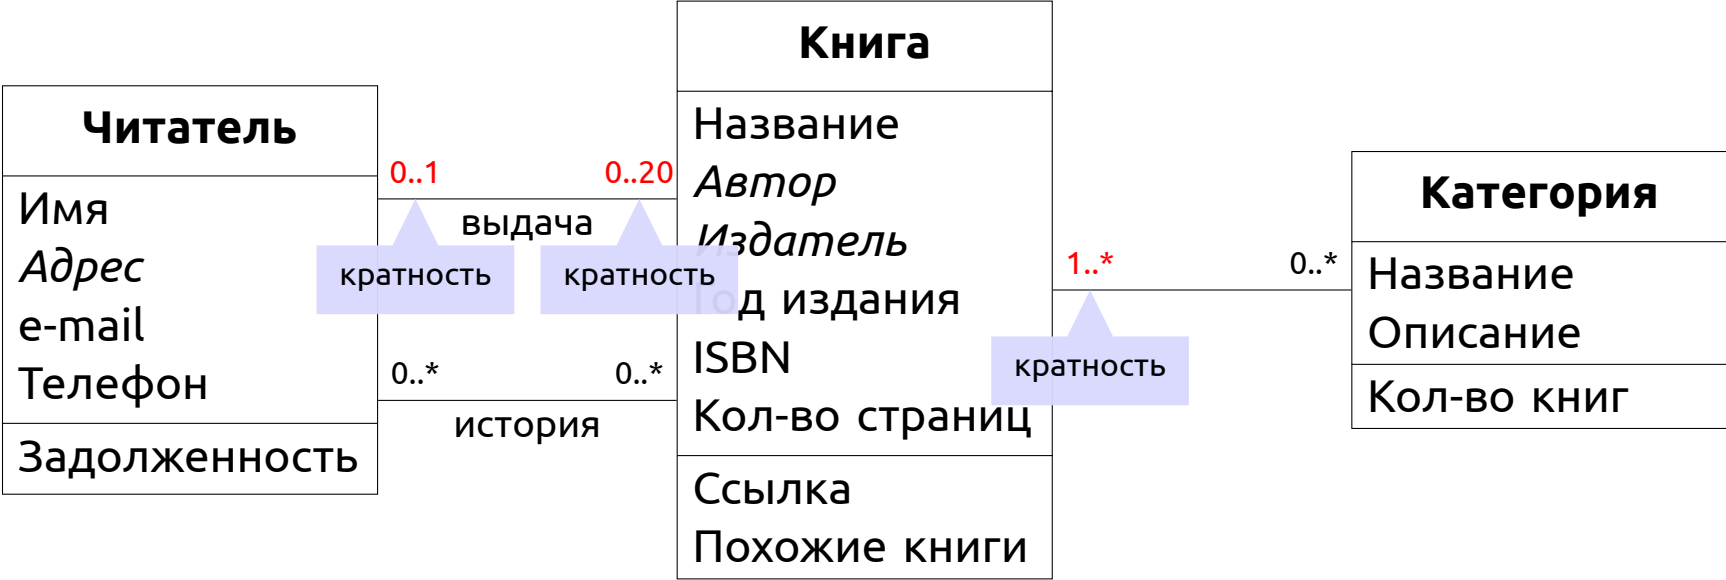 Читатель
Имя
Адрес
e-mail
Телефон
Задолженность
0..1
0..20
выдача
кратность
кратность
0..*
0..*
история
Книга
Название
Автор
Издатель
Год издания
ISBN
Кол-во страниц
Ссылка
Похожие книги
1..*
0..*
кратность
Категория
Название
Описание
Кол-во книг